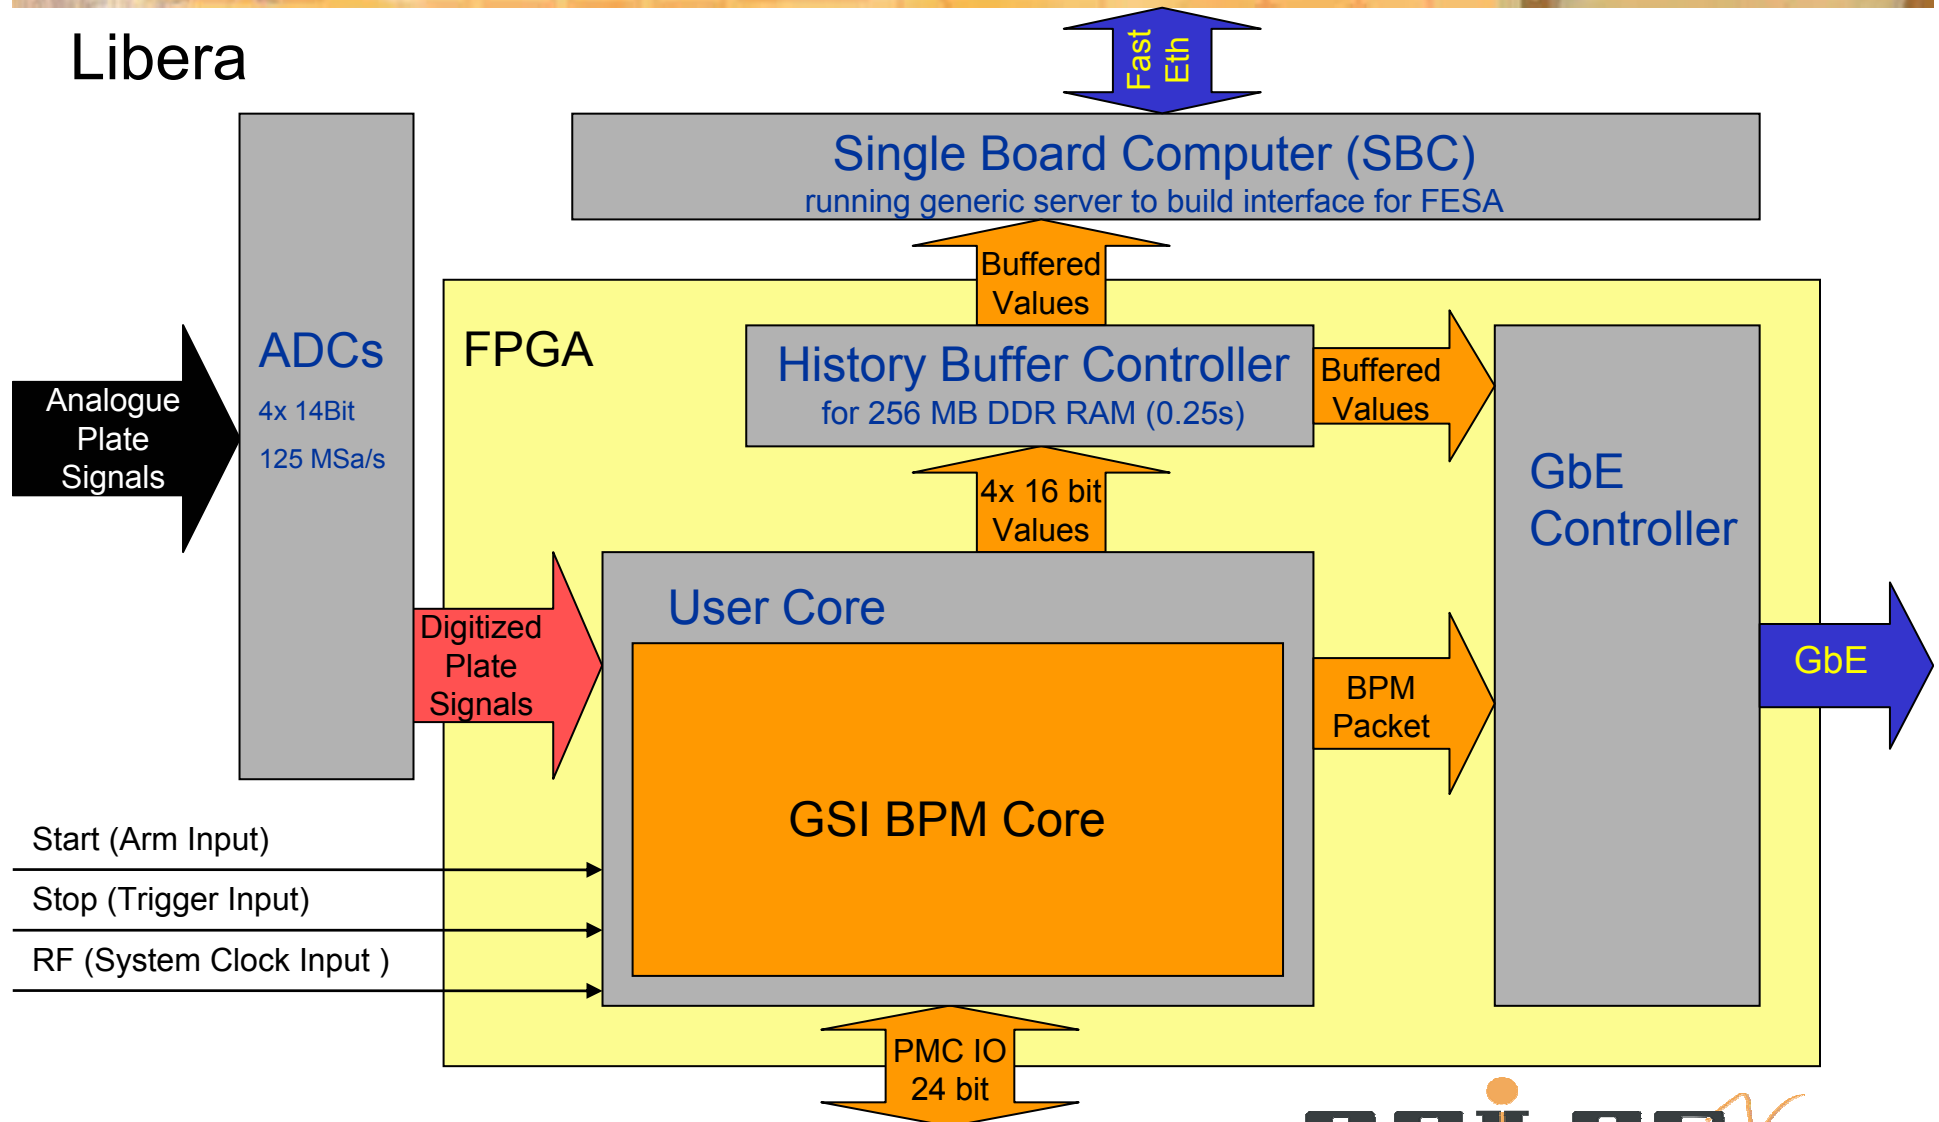 Libera
Fast
Eth
Single Board Computer (SBC)
running generic server to build interface for FESA
Buffered
Values
ADCs
4x 14Bit
125 MSa/s
FPGA
History Buffer Controller
for 256 MB DDR RAM (0.25s)
Buffered
Values
Analogue
Plate
Signals
GbE
Controller
4x 16 bit
Values
User Core
Digitized
Plate
Signals
GbE
BPM
Packet
GSI BPM Core
Start (Arm Input)
Stop (Trigger Input)
RF (System Clock Input )
PMC IO
24 bit